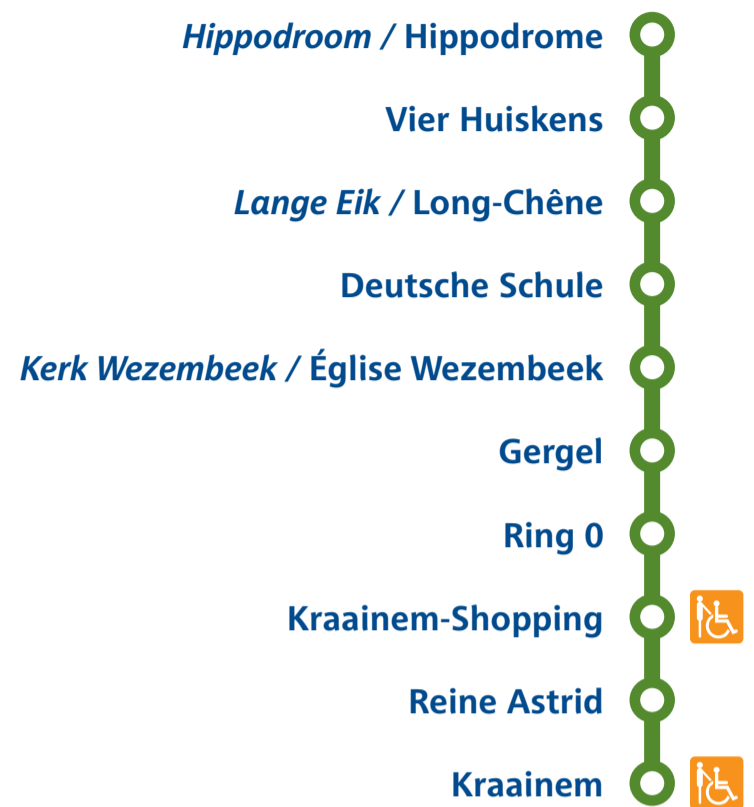 Hippodroom / Hippodrome
Vier Huiskens
Lange Eik / Long-Chêne
Deutsche Schule
Kerk Wezembeek / Église Wezembeek
Gergel
Ring 0
Kraainem-Shopping
Reine Astrid
Kraainem